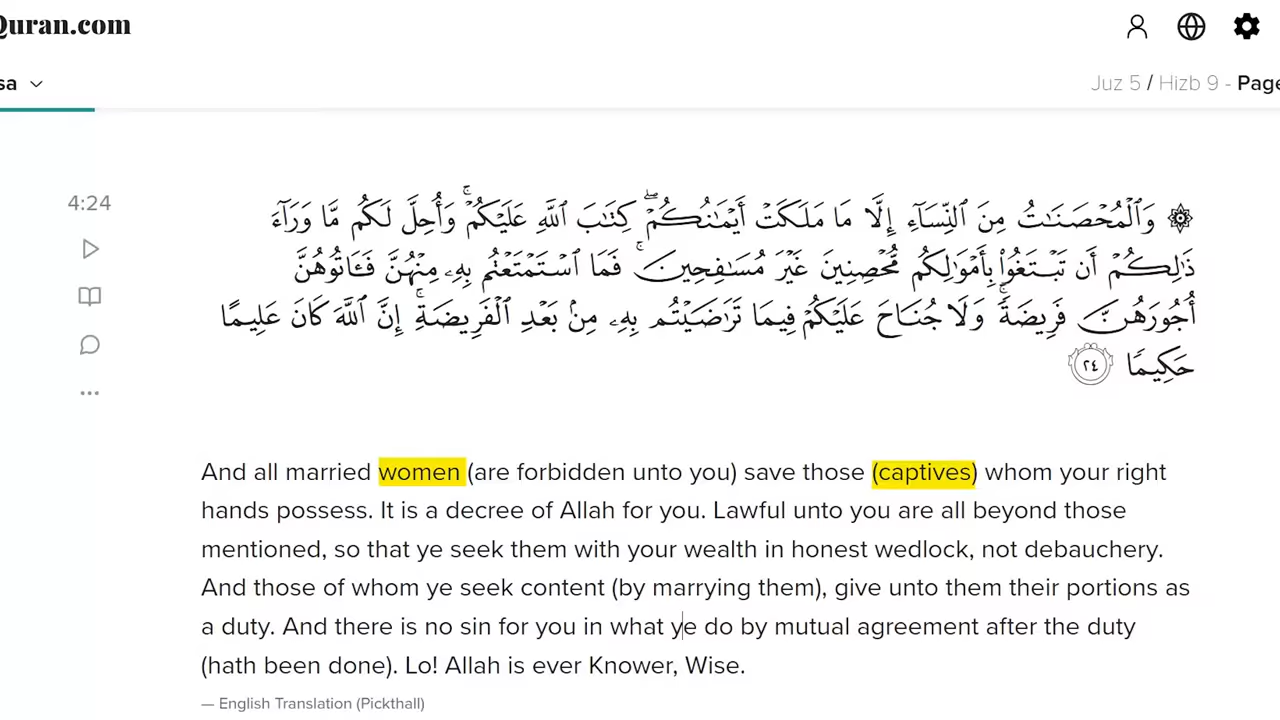 Quran.com
sa
Juz 5 / Hizb 9 - Page
4:24
۞ وَٱلْمُحْصَنَـٰتُ مِنَ ٱلنِّسَآءِ إِلَّا مَا مَلَكَتْ أَيْمَـٰنُكُمْ ۖ كِتَـٰبَ ٱللَّهِ عَلَيْكُمْ ۚ وَأُحِلَّ لَكُم مَّا وَرَآءَ
ذَٰلِكُمْ أَن تَبْتَغُوا۟ بِأَمْوَٰلِكُم مُّحْصِنِينَ غَيْرَ مُسَـٰفِحِينَ ۚ فَمَا ٱسْتَمْتَعْتُم بِهِۦ مِنْهُنَّ فَـَٔاتُوهُنَّ
أُجُورَهُنَّ فَرِيضَةً ۚ وَلَا جُنَاحَ عَلَيْكُمْ فِيمَا تَرَٰضَيْتُم بِهِۦ مِنۢ بَعْدِ ٱلْفَرِيضَةِ ۚ إِنَّ ٱللَّهَ كَانَ عَلِيمًا
حَكِيمًا ٢٤
And all married women (are forbidden unto you) save those (captives) whom your right
hands possess. It is a decree of Allah for you. Lawful unto you are all beyond those
mentioned, so that ye seek them with your wealth in honest wedlock, not debauchery.
And those of whom ye seek content (by marrying them), give unto them their portions as
a duty. And there is no sin for you in what ye do by mutual agreement after the duty
(hath been done). Lo! Allah is ever Knower, Wise.
— English Translation (Pickthall)